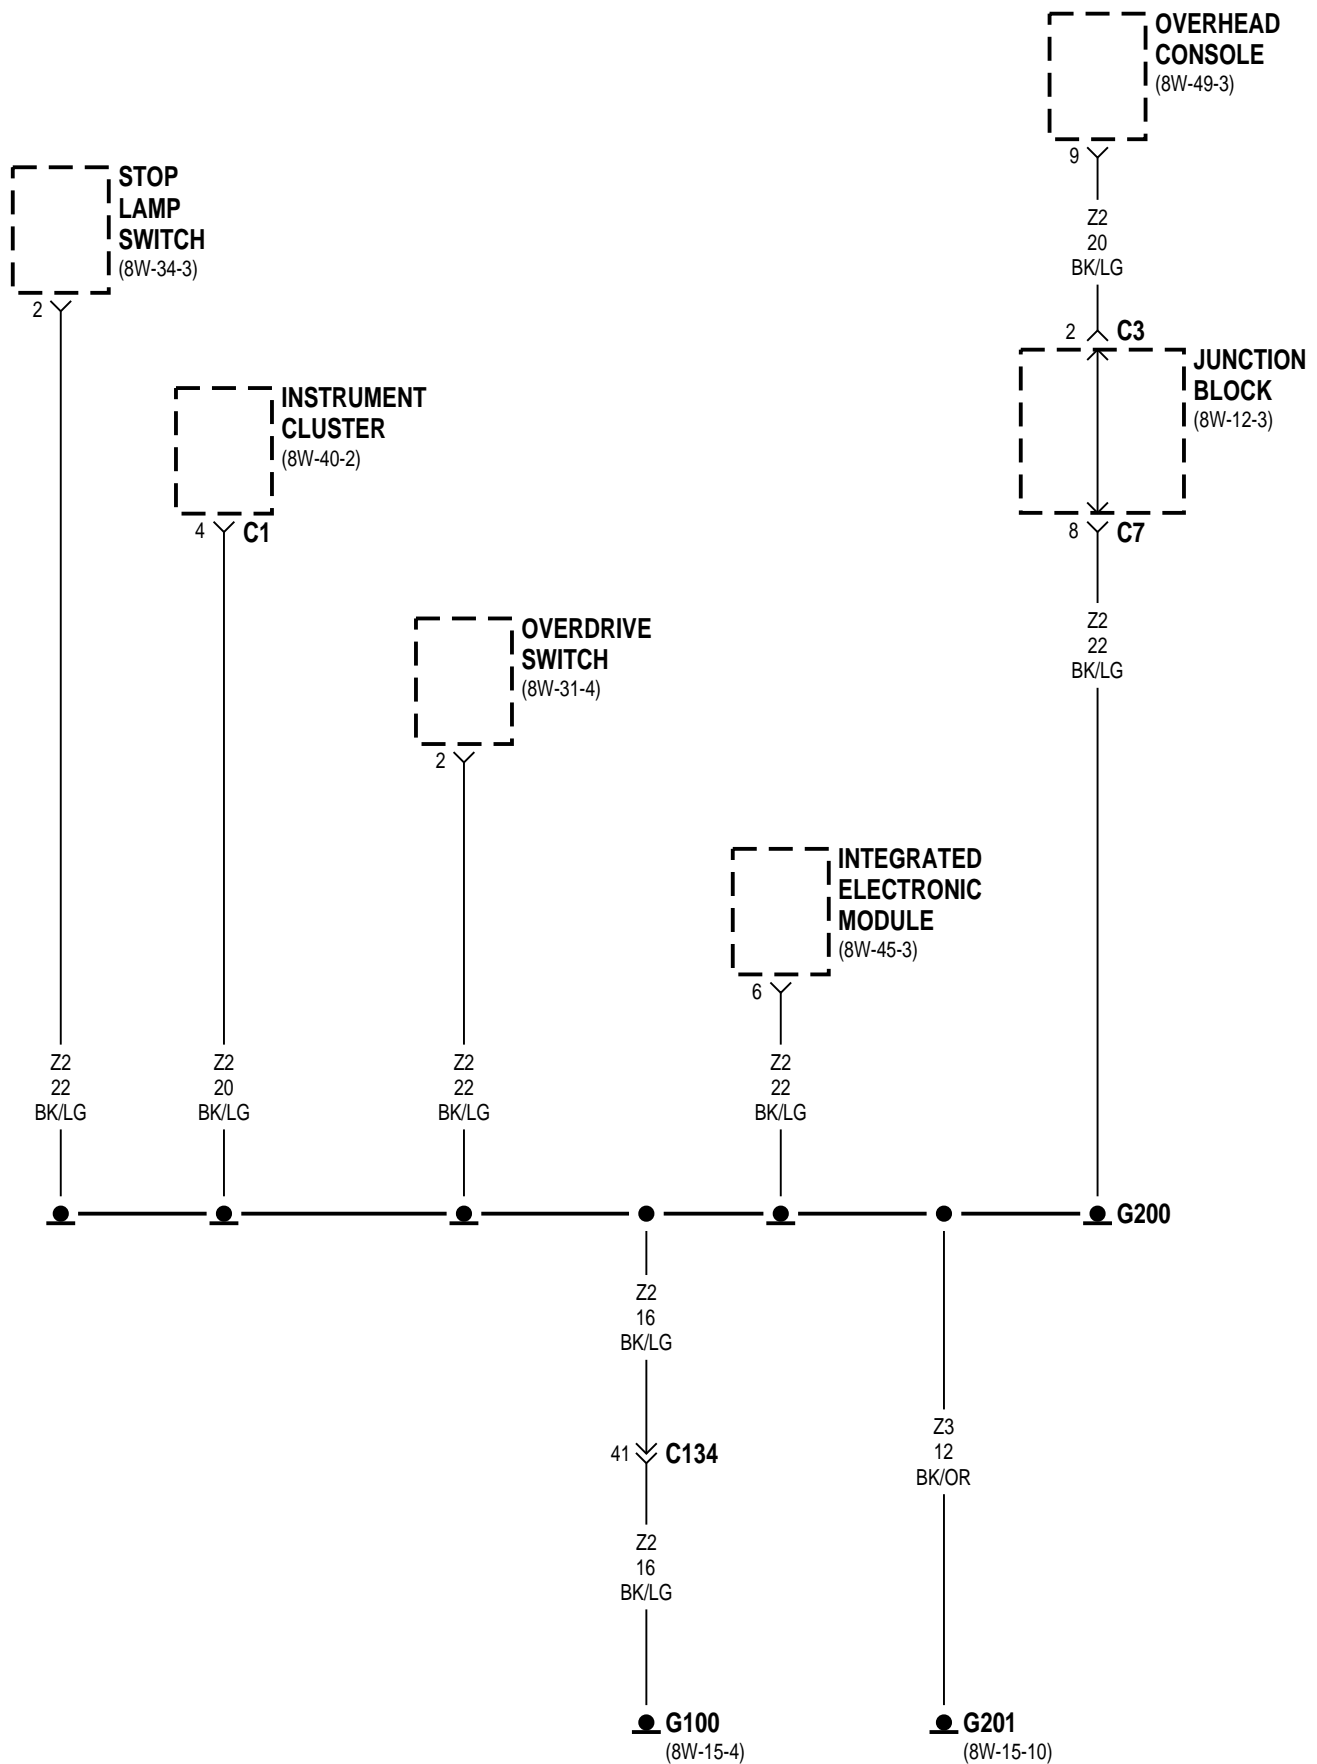 OVERHEAD
CONSOLE
(8W-49-3)
9
Z2
20
BK/LG
2
C3
JUNCTION
BLOCK
(8W-12-3)
8
C7
Z2
22
BK/LG
STOP
LAMP
SWITCH
(8W-34-3)
2
INSTRUMENT
CLUSTER
(8W-40-2)
4
C1
OVERDRIVE
SWITCH
(8W-31-4)
2
INTEGRATED
ELECTRONIC
MODULE
(8W-45-3)
6
Z2
22
BK/LG
Z2
20
BK/LG
Z2
22
BK/LG
Z2
22
BK/LG
G200
Z2
16
BK/LG
41
C134
Z2
16
BK/LG
Z3
12
BK/OR
G100
(8W-15-4)
G201
(8W-15-10)